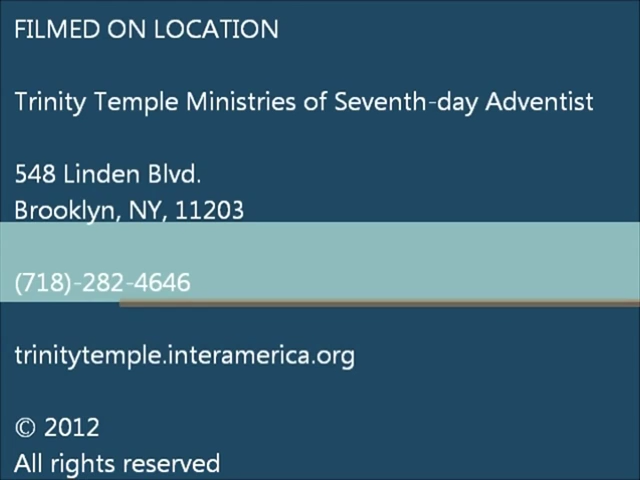 FILMED ON LOCATION
Trinity Temple Ministries of Seventh-day Adventist
548 Linden Blvd.
Brooklyn, NY, 11203
(718)-282-4646
trinitytemple.interamerica.org
© 2012
All rights reserved